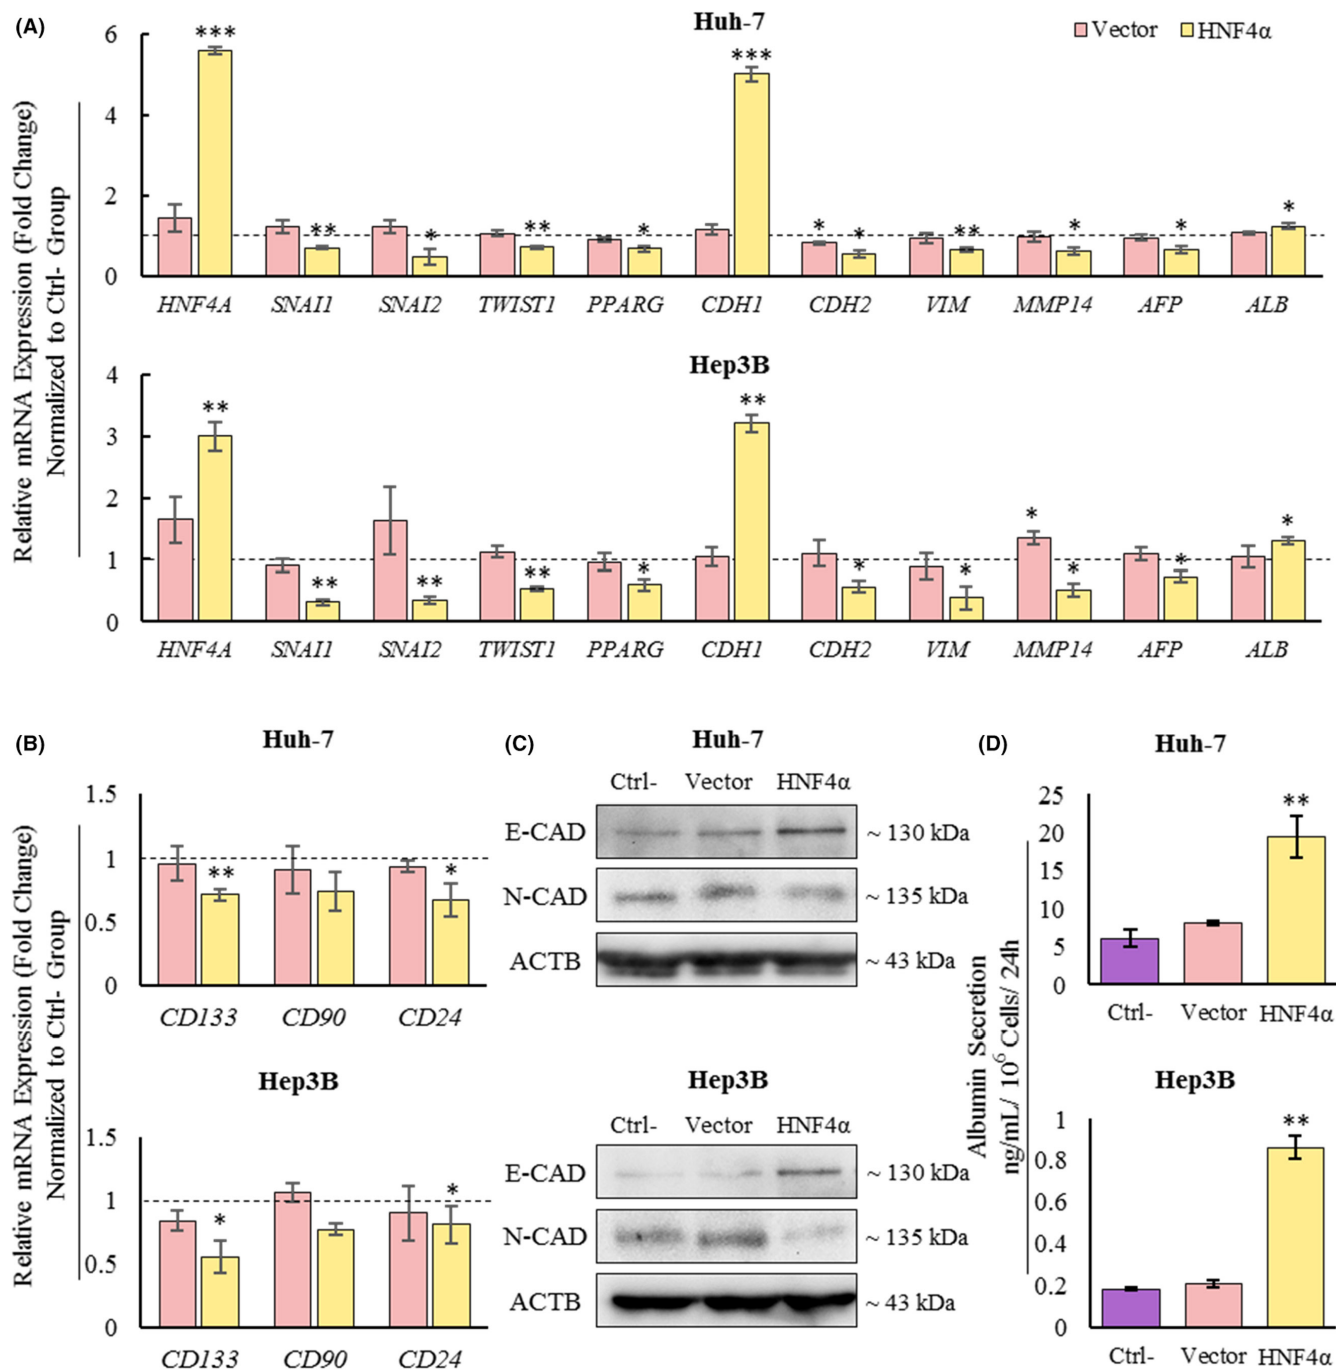 (A)
Huh-7
Vector HNF4α
Relative mRNA Expression (Fold Change)
Normalized to Ctrl- Group
6
***
***
4
2
** * ** * * * ** * * *
0
HNF4A SNAI1 SNAI2 TWIST1 PPARG CDH1 CDH2 VIM MMP14 AFP ALB
Hep3B
4
**
**
3
2
* *
1
** ** ** * * * * *
0
HNF4A SNAI1 SNAI2 TWIST1 PPARG CDH1 CDH2 VIM MMP14 AFP ALB
(B)
Huh-7
Relative mRNA Expression (Fold Change)
Normalized to Ctrl- Group
1.5
1
** *
0.5
0
CD133 CD90 CD24
Hep3B
1.5
1
* *
0.5
0
CD133 CD90 CD24
(C)
Huh-7
Ctrl- Vector HNF4α
E-CAD ~ 130 kDa
N-CAD ~ 135 kDa
ACTB ~ 43 kDa
Hep3B
Ctrl- Vector HNF4α
E-CAD ~ 130 kDa
N-CAD ~ 135 kDa
ACTB ~ 43 kDa
(D)
Huh-7
Albumin Secretion
ng/mL/ 10⁶ Cells/ 24h
25
**
20
15
10
5
0
Ctrl- Vector HNF4α
Hep3B
1
**
0.8
0.6
0.4
0.2
0
Ctrl- Vector HNF4α